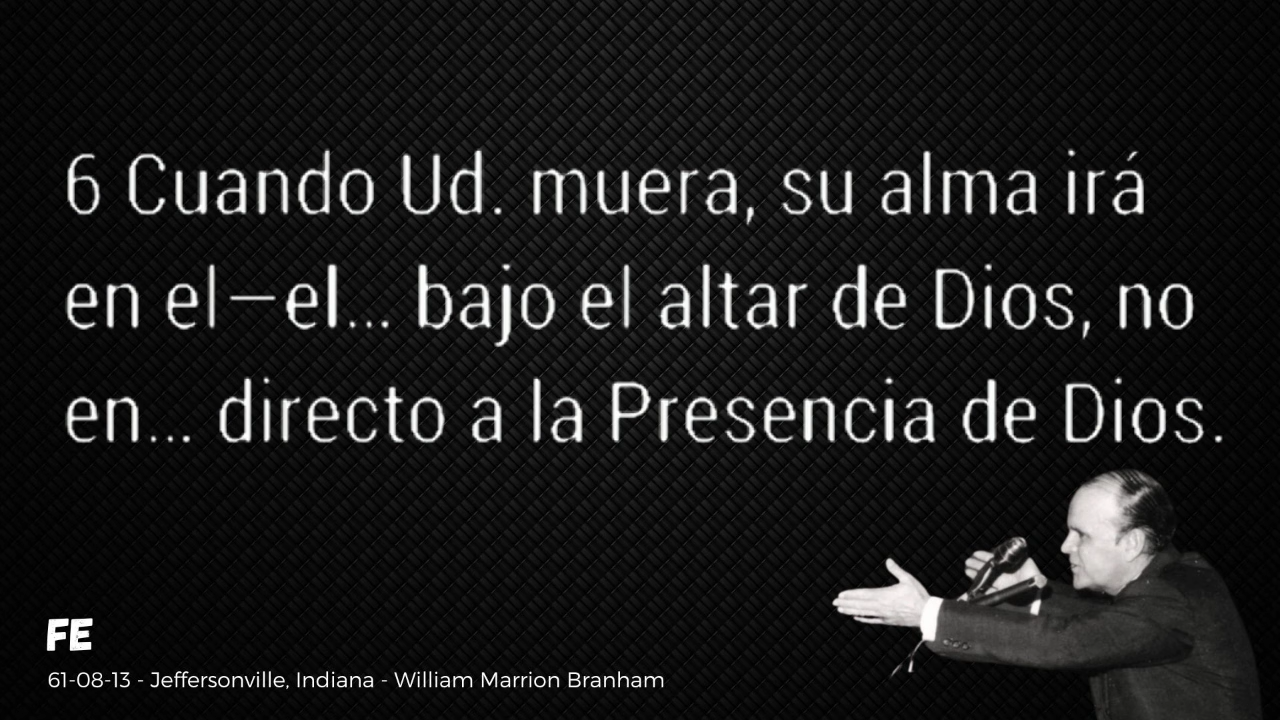 6 Cuando Ud. muera, su alma irá
en el—el... bajo el altar de Dios, no
en... directo a la Presencia de Dios.
FE
61-08-13 - Jeffersonville, Indiana - William Marrion Branham